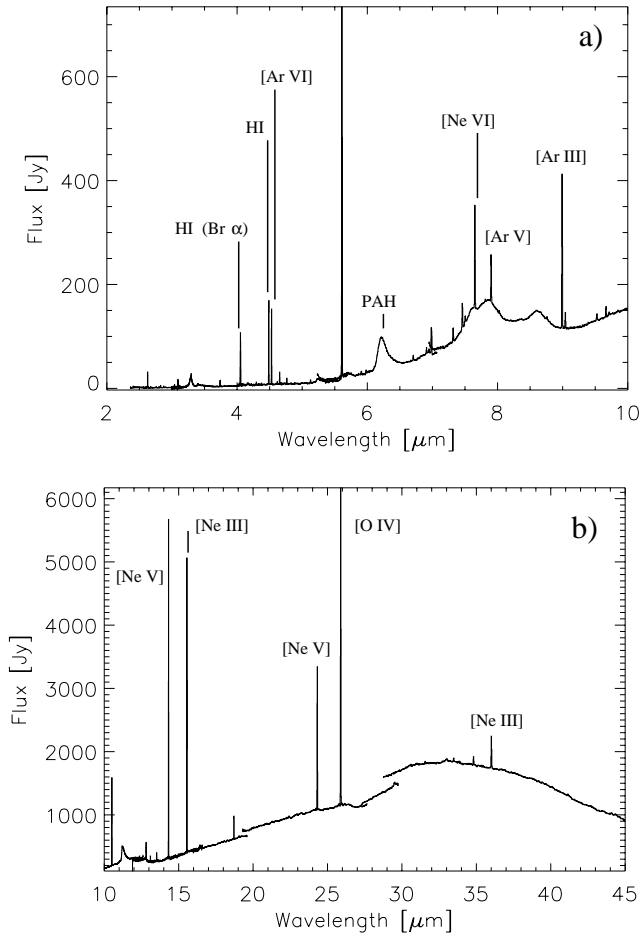 a)
600
400
200
0
Flux [Jy]
[Ar VI]
HI
HI (Br α)
PAH
[Ne VI]
[Ar V]
[Ar III]
2 4 6 8 10
Wavelength [μm]
b)
6000
5000
4000
3000
2000
1000
Flux [Jy]
[Ne III]
[O IV]
[Ne V]
[Ne V]
[Ne III]
10 15 20 25 30 35 40 45
Wavelength [μm]